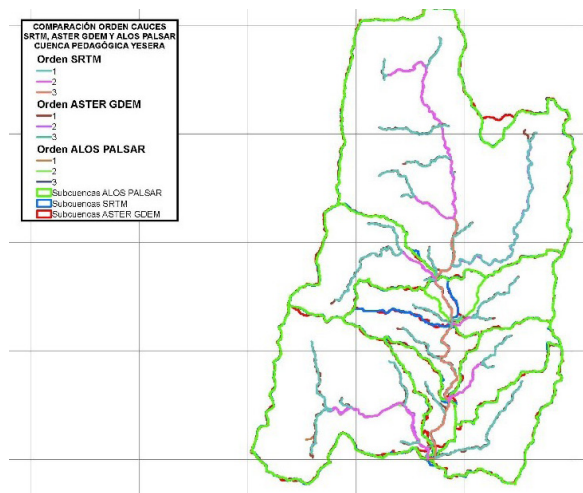 COMPARACIÓN ORDEN CAUCES
SRTM, ASTER GDEM Y ALOS PALSAR
CUENCA PEDAGÓGICA YESERA
Orden SRTM
1
2
3
Orden ASTER GDEM
1
2
3
Orden ALOS PALSAR
1
2
3
Subcuencas ALOS PALSAR
Subcuencas SRTM
Subcuencas ASTER GDEM